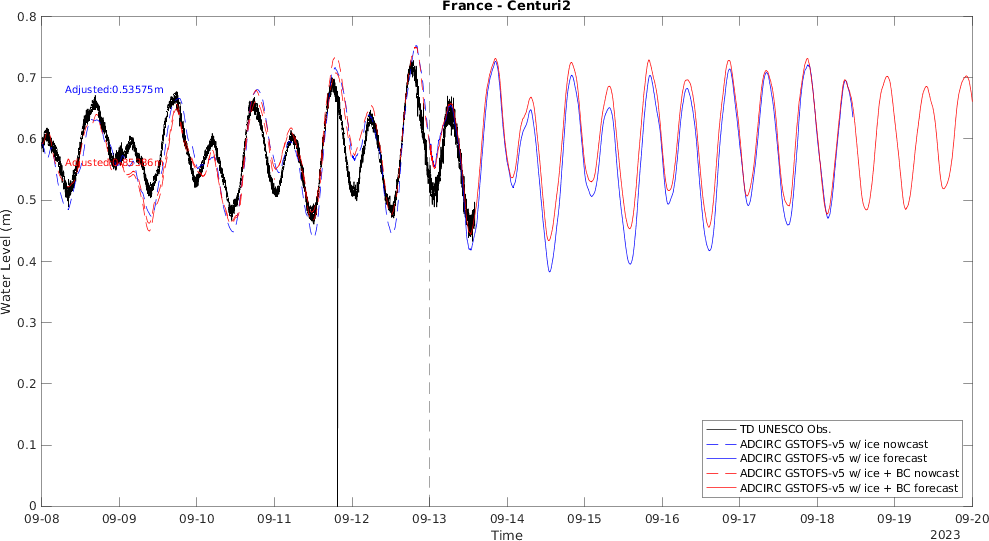 France - Centuri2
0.8
0.7
0.6
0.5
0.4
0.3
0.2
0.1
0
Water Level (m)
Adjusted:0.53575m
TD UNESCO Obs.
ADCIRC GSTOFS-v5 w/ ice nowcast
ADCIRC GSTOFS-v5 w/ ice forecast
ADCIRC GSTOFS-v5 w/ ice + BC nowcast
ADCIRC GSTOFS-v5 w/ ice + BC forecast
09-08 09-09 09-10 09-11 09-12 09-13 09-14 09-15 09-16 09-17 09-18 09-19 09-20
Time
2023